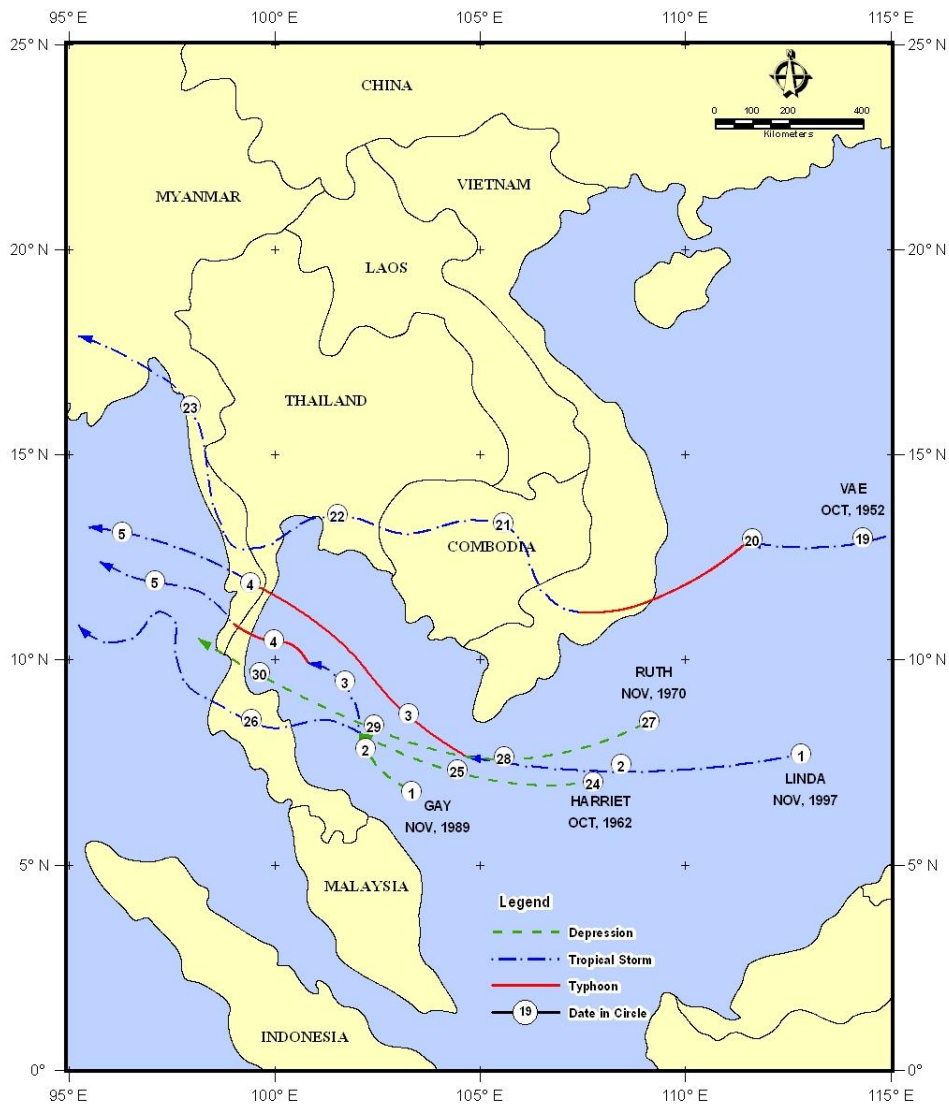 95° E 100° E 105° E 110° E 115° E
25° N 25° N
CHINA
0 100 200 400
Kilometers
VIETNAM
MYANMAR
20° N 20° N
LAOS
THAILAND
23
15° N 15° N
VAE
OCT, 1952
22
21
5
20
19
COMBODIA
5
4
4
10° N 10° N
30
3
RUTH
NOV, 1970
26
29
3
27
2
25
28
2
1
1
24
GAY
NOV, 1989
HARRIET
OCT, 1962
LINDA
NOV, 1997
5° N 5° N
MALAYSIA
Legend
Depression
Tropical Storm
Typhoon
19 Date in Circle
INDONESIA
0° 0°
95° E 100° E 105° E 110° E 115° E